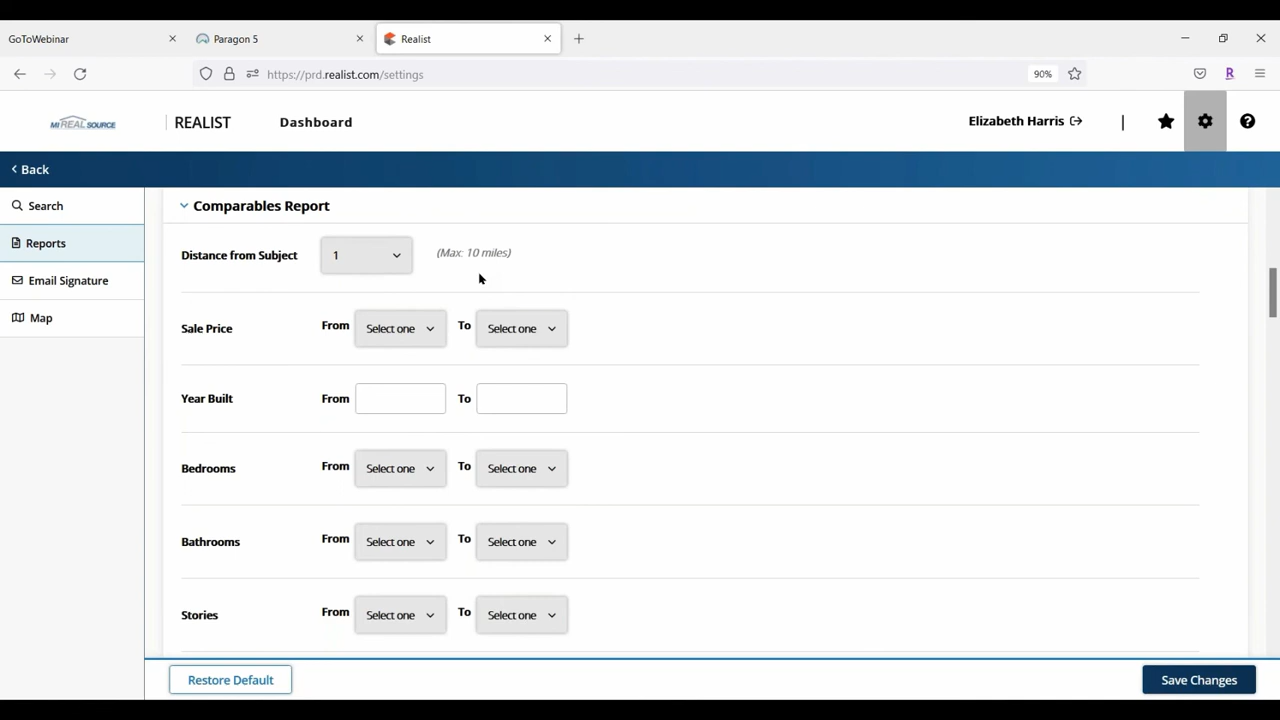 GoToWebinar
Paragon 5
Realist
https://prd.realist.com/settings
90%
R
MI REAL SOURCE
REALIST
Dashboard
Elizabeth Harris
Back
Search
Reports
Email Signature
Map
Comparables Report
Distance from Subject 1 (Max: 10 miles)
Sale Price From Select one To Select one
Year Built From To
Bedrooms From Select one To Select one
Bathrooms From Select one To Select one
Stories From Select one To Select one
Restore Default
Save Changes